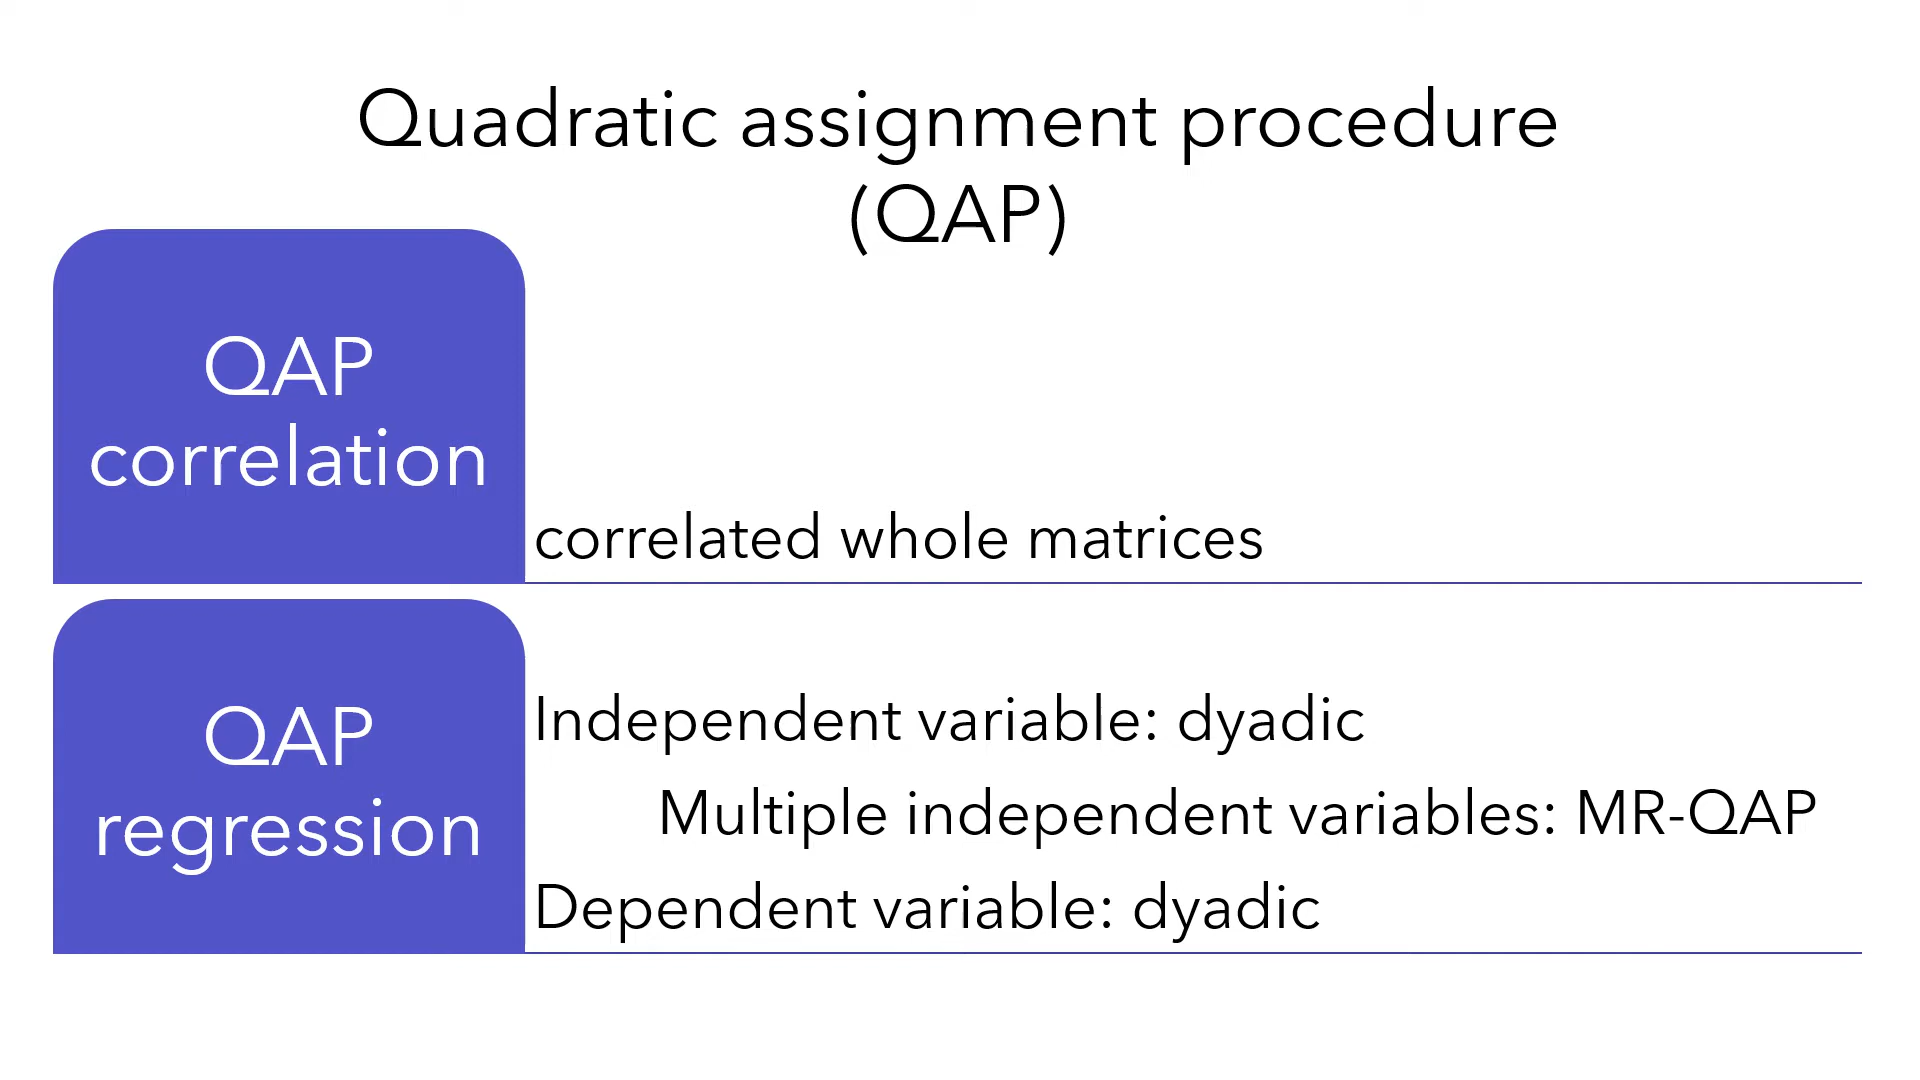 Quadratic assignment procedure
(QAP)
QAP
correlation
correlated whole matrices
QAP
regression
Independent variable: dyadic
Multiple independent variables: MR-QAP
Dependent variable: dyadic